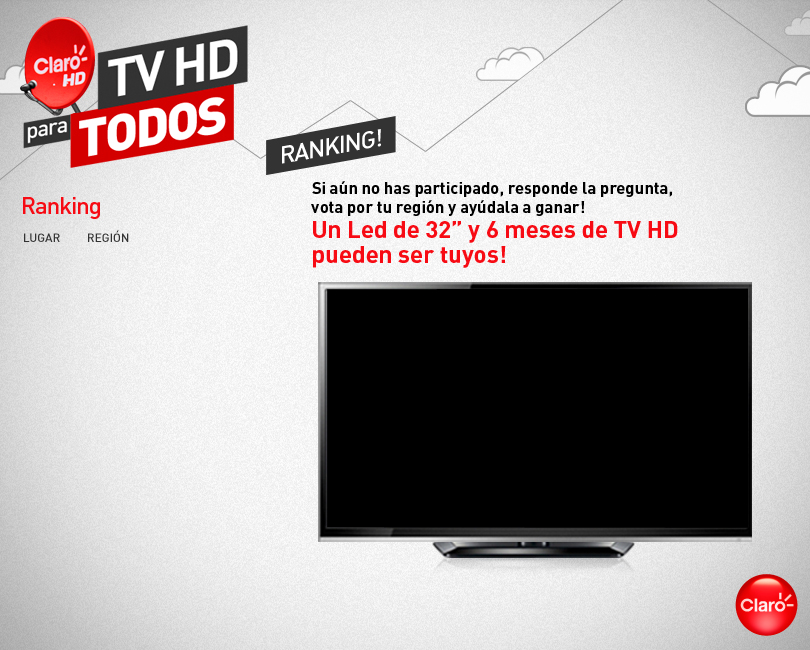 Claro
HD
TV HD
para TODOS
RANKING!
Si aún no has participado, responde la pregunta,
vota por tu región y ayúdala a ganar!
Un Led de 32” y 6 meses de TV HD
pueden ser tuyos!
Ranking
LUGAR REGIÓN
Claro